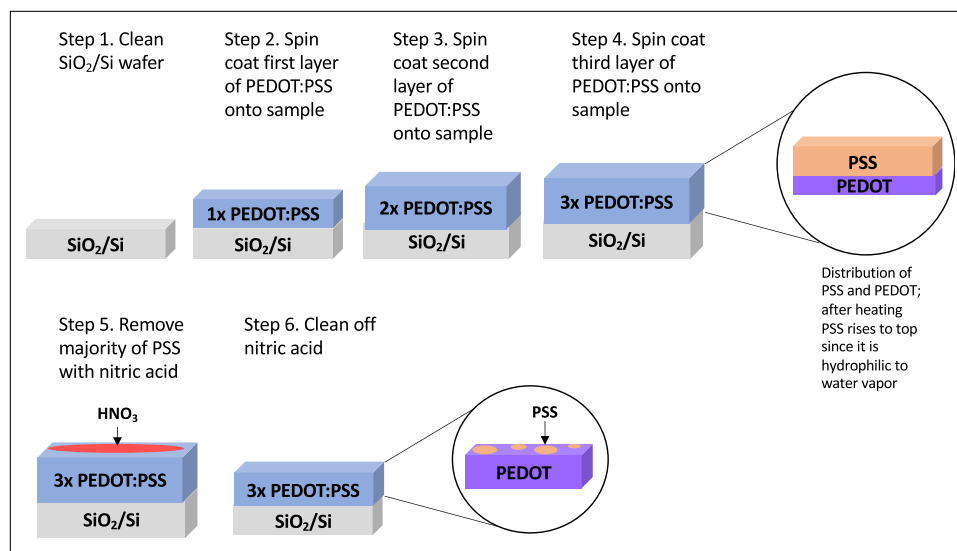 Step 1. Clean
SiO₂/Si wafer
Step 2. Spin
coat first layer
of PEDOT:PSS
onto sample
Step 3. Spin
coat second
layer of
PEDOT:PSS
onto sample
Step 4. Spin coat
third layer of
PEDOT:PSS onto
sample
SiO₂/Si
1x PEDOT:PSS
SiO₂/Si
2x PEDOT:PSS
SiO₂/Si
3x PEDOT:PSS
SiO₂/Si
PSS
PEDOT
Distribution of
PSS and PEDOT;
after heating
PSS rises to top
since it is
hydrophilic to
water vapor
Step 5. Remove
majority of PSS
with nitric acid
HNO₃
3x PEDOT:PSS
SiO₂/Si
Step 6. Clean off
nitric acid
3x PEDOT:PSS
SiO₂/Si
PSS
PEDOT